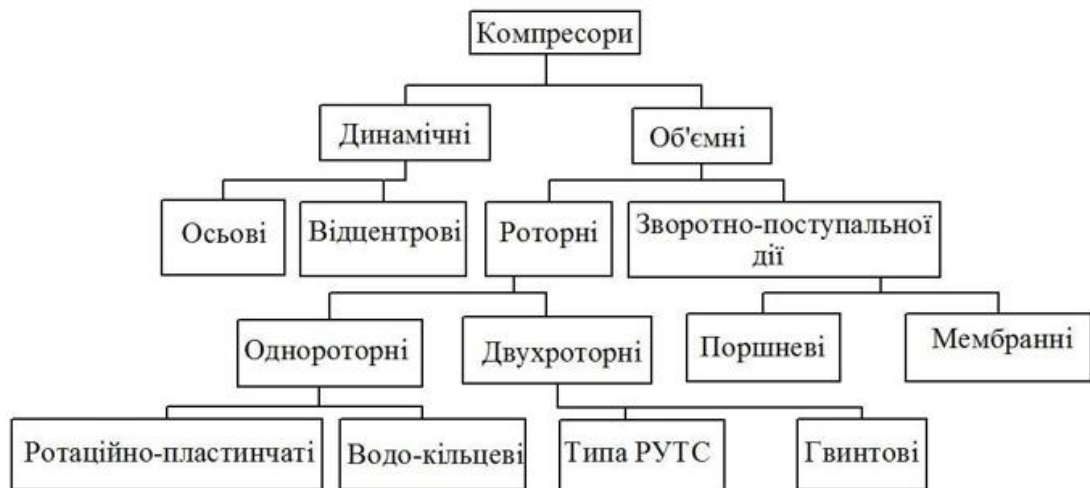 Компресори
Динамічні
Об'ємні
Осьові
Відцентрові
Роторні
Зворотно-поступальної
дії
Однороторні
Двухроторні
Поршневі
Мембранні
Ротаційно-пластинчаті
Водо-кільцеві
Типа РУТС
Гвинтові